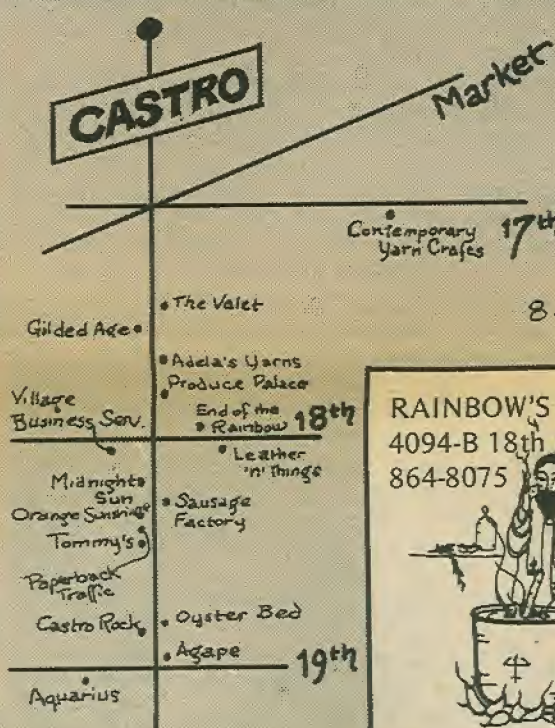 CASTRO
Market
Contemporary
Yarn Crafts
17th
The Valet
Gilded Age
8
Adela's Yarns
Produce Palace
Village
Business Serv.
End of the
Rainbow
18th
Leather
'n' Things
Midnight
Sun
Orange Sunshine
Sausage
Factory
Tommy's
Paperback
Traffic
Castro Rock
Oyster Bed
Agape
19th
Aquarius
RAINBOW'S
4094-B 18th
864-8075